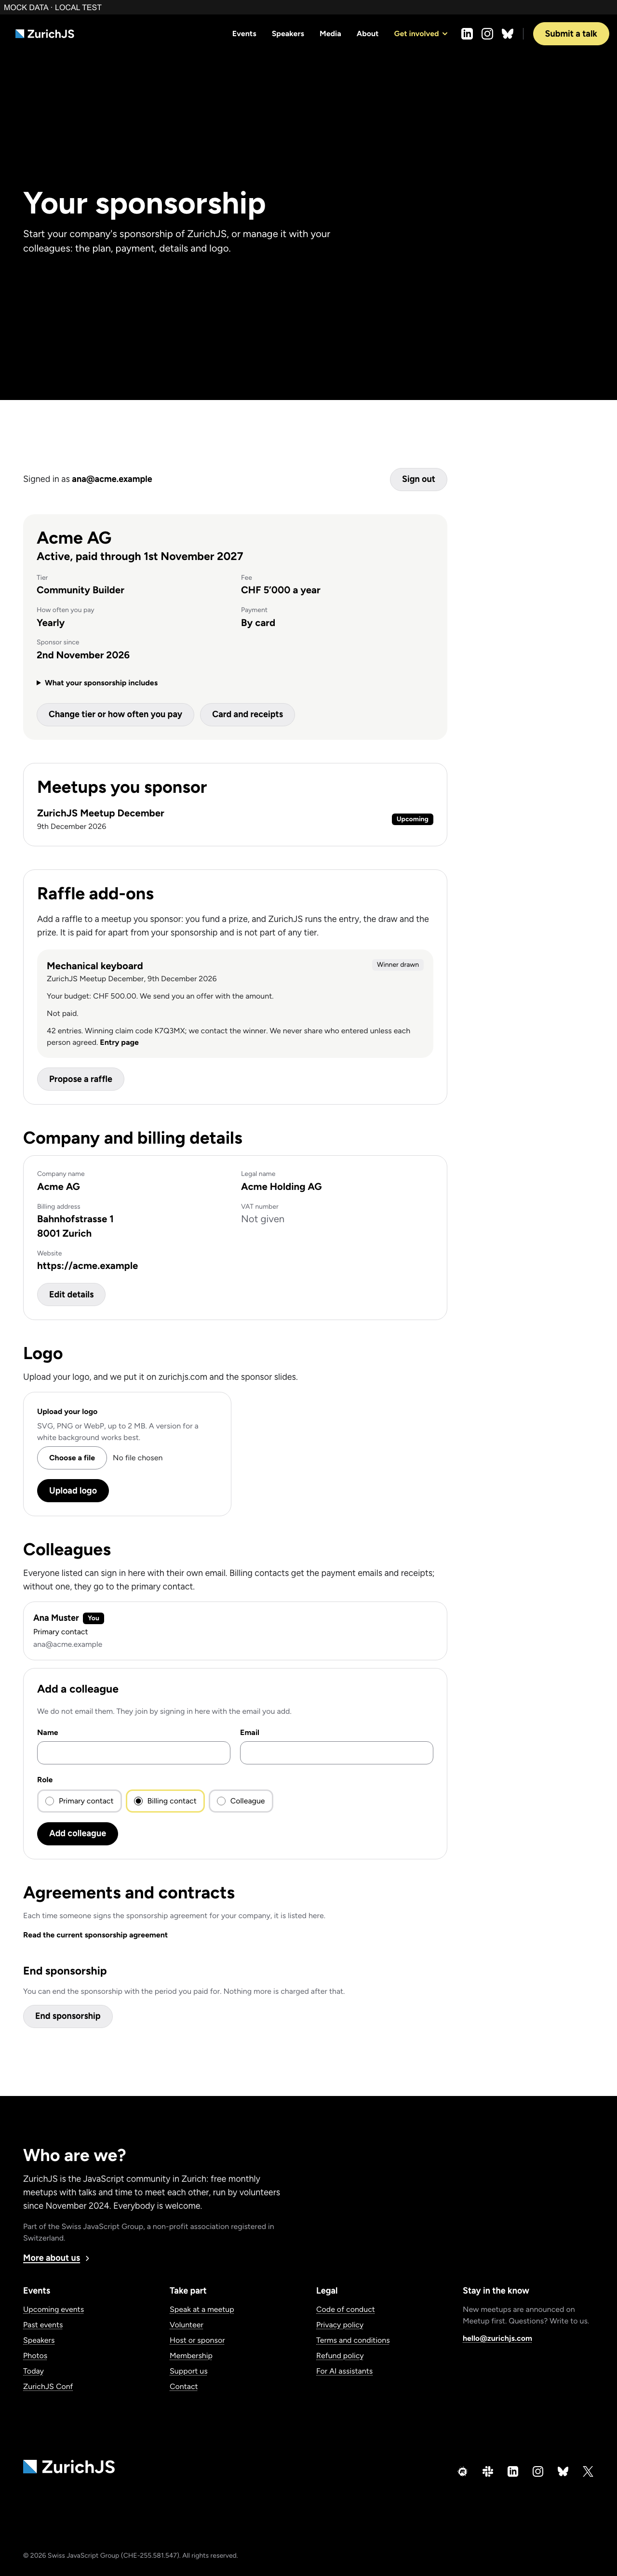 MOCK DATA · LOCAL TEST
ZurichJS
Events
Speakers
Media
About
Get involved
Submit a talk
Your sponsorship
Start your company's sponsorship of ZurichJS, or manage it with your
colleagues: the plan, payment, details and logo.
Signed in as ana@acme.example
Sign out
Acme AG
Active, paid through 1st November 2027
Tier
Community Builder
Fee
CHF 5'000 a year
How often you pay
Yearly
Payment
By card
Sponsor since
2nd November 2026
What your sponsorship includes
Change tier or how often you pay
Card and receipts
Meetups you sponsor
ZurichJS Meetup December
9th December 2026
Upcoming
Raffle add-ons
Add a raffle to a meetup you sponsor: you fund a prize, and ZurichJS runs the entry, the draw and the
prize. It is paid for apart from your sponsorship and is not part of any tier.
Mechanical keyboard
Winner drawn
ZurichJS Meetup December, 9th December 2026
Your budget: CHF 500.00. We send you an offer with the amount.
Not paid.
42 entries. Winning claim code K7Q3MX; we contact the winner. We never share who entered unless each
person agreed. Entry page
Propose a raffle
Company and billing details
Company name
Acme AG
Legal name
Acme Holding AG
Billing address
Bahnhofstrasse 1
8001 Zurich
VAT number
Not given
Website
https://acme.example
Edit details
Logo
Upload your logo, and we put it on zurichjs.com and the sponsor slides.
Upload your logo
SVG, PNG or WebP, up to 2 MB. A version for a
white background works best.
Choose a file
No file chosen
Upload logo
Colleagues
Everyone listed can sign in here with their own email. Billing contacts get the payment emails and receipts;
without one, they go to the primary contact.
Ana Muster
You
Primary contact
ana@acme.example
Add a colleague
We do not email them. They join by signing in here with the email you add.
Name
Email
Role
Primary contact
Billing contact
Colleague
Add colleague
Agreements and contracts
Each time someone signs the sponsorship agreement for your company, it is listed here.
Read the current sponsorship agreement
End sponsorship
You can end the sponsorship with the period you paid for. Nothing more is charged after that.
End sponsorship
Who are we?
ZurichJS is the JavaScript community in Zurich: free monthly
meetups with talks and time to meet each other, run by volunteers
since November 2024. Everybody is welcome.
Part of the Swiss JavaScript Group, a non-profit association registered in
Switzerland.
More about us
Events
Upcoming events
Past events
Speakers
Photos
Today
ZurichJS Conf
Take part
Speak at a meetup
Volunteer
Host or sponsor
Membership
Support us
Contact
Legal
Code of conduct
Privacy policy
Terms and conditions
Refund policy
For AI assistants
Stay in the know
New meetups are announced on
Meetup first. Questions? Write to us.
hello@zurichjs.com
ZurichJS
© 2026 Swiss JavaScript Group (CHE-255.581.547). All rights reserved.